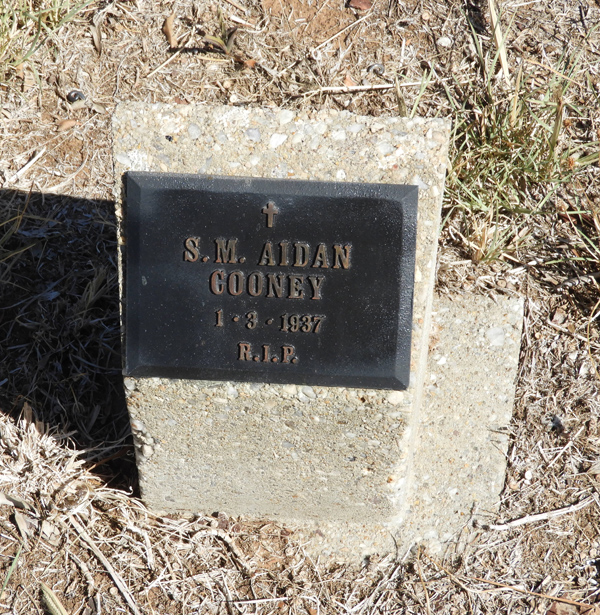 S. M. AIDAN
COONEY
1 - 3 - 1937
R.I.P.